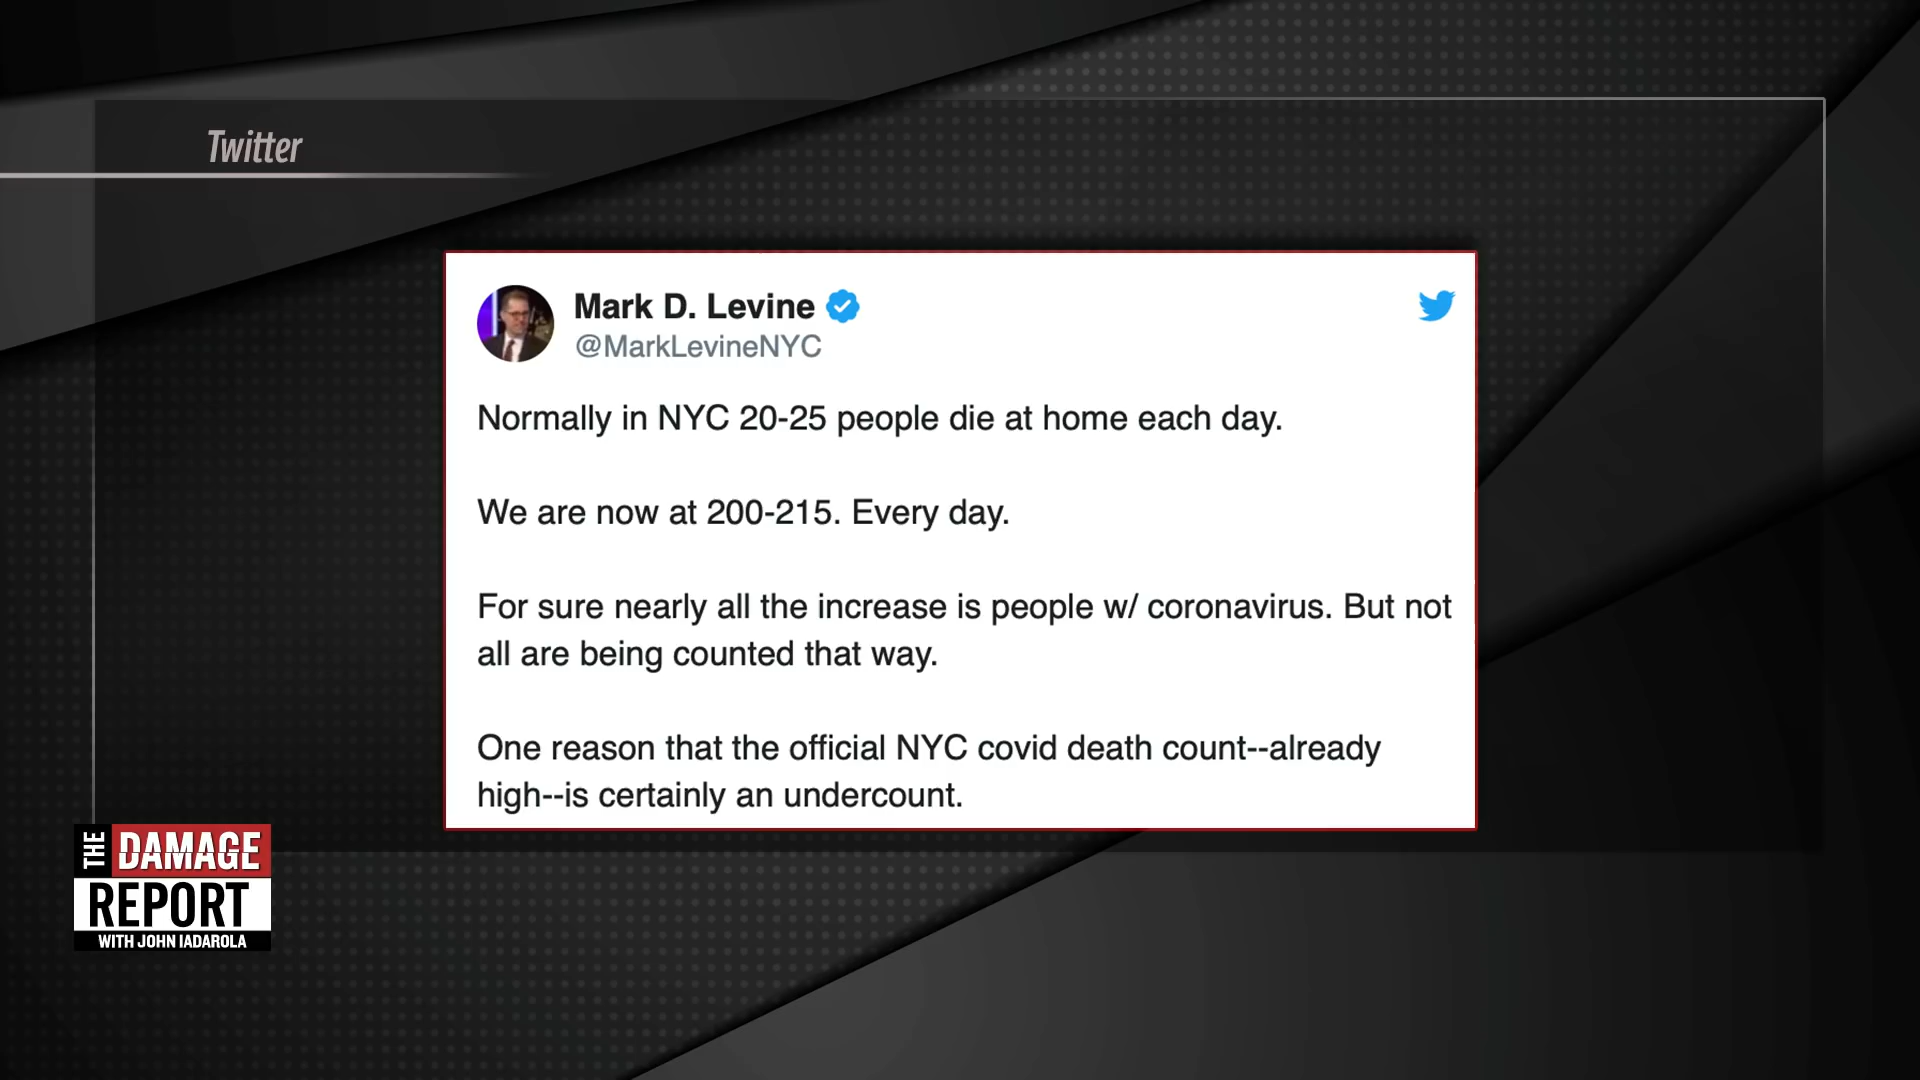 Twitter
Mark D. Levine
@MarkLevineNYC
Normally in NYC 20-25 people die at home each day.
We are now at 200-215. Every day.
For sure nearly all the increase is people w/ coronavirus. But not
all are being counted that way.
One reason that the official NYC covid death count--already
high--is certainly an undercount.
THE DAMAGE
REPORT
WITH JOHN IADAROLA